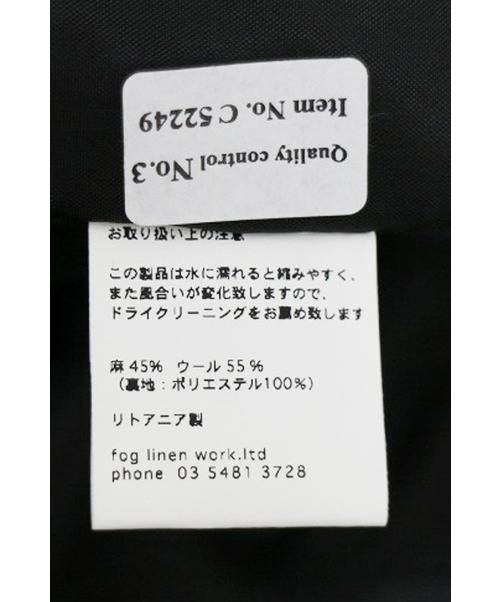 Quality control No.3
Item No. C 52249
お取り扱い上の注意
この製品は水に濡れると縮みやすく、
また風合いが変化致しますので、
ドライクリーニングをお薦め致します
麻 45% ウール 55%
（裏地：ポリエステル100%）
リトアニア製
fog linen work.ltd
phone 03 5481 3728